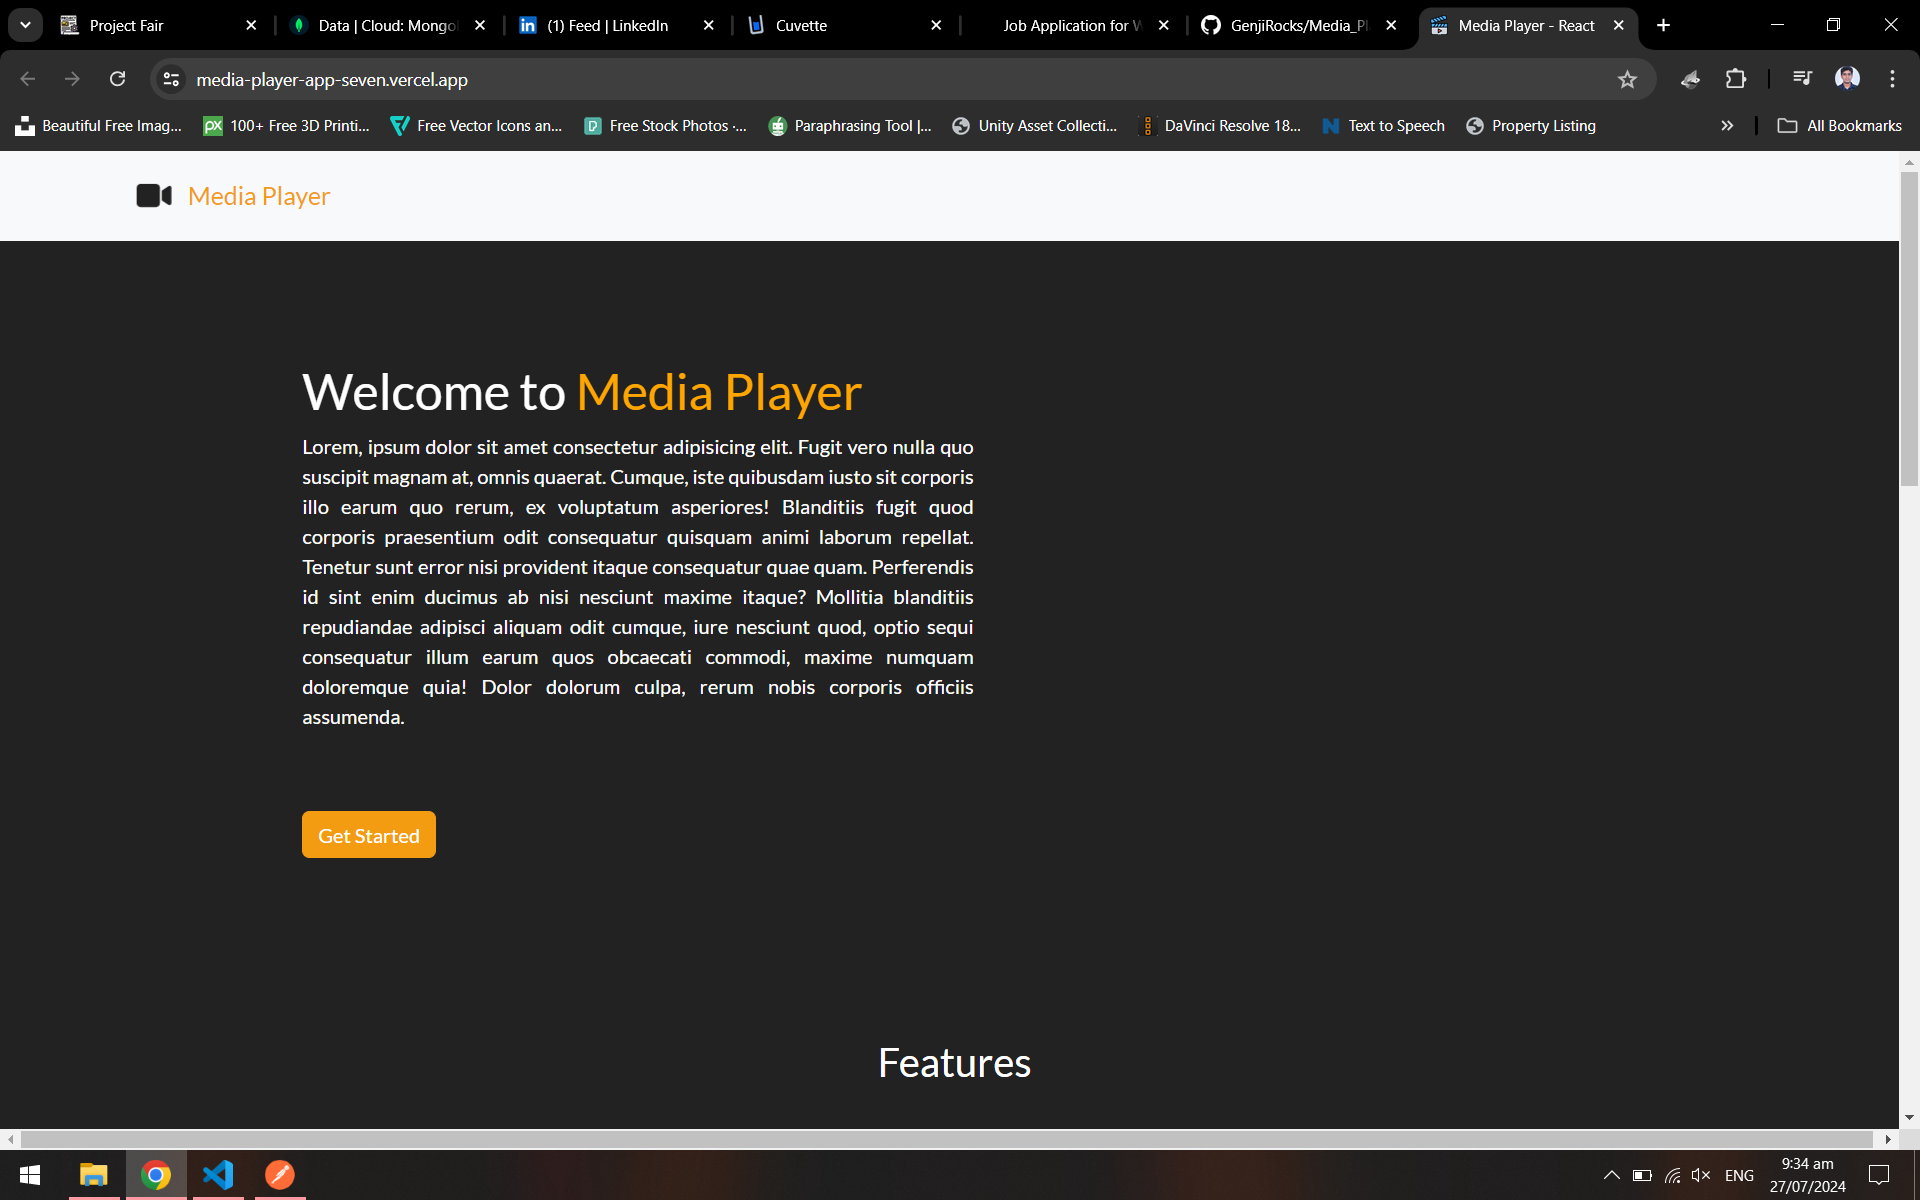 Project Fair
Data | Cloud: Mongo
(1) Feed | LinkedIn
Cuvette
Job Application for W
GenjiRocks/Media_Pl
Media Player - React
media-player-app-seven.vercel.app
Beautiful Free Imag...
100+ Free 3D Printi...
Free Vector Icons an...
Free Stock Photos ·...
Paraphrasing Tool |...
Unity Asset Collecti...
DaVinci Resolve 18...
Text to Speech
Property Listing
All Bookmarks
Media Player
Welcome to Media Player
Lorem, ipsum dolor sit amet consectetur adipisicing elit. Fugit vero nulla quo
suscipit magnam at, omnis quaerat. Cumque, iste quibusdam iusto sit corporis
illo earum quo rerum, ex voluptatum asperiores! Blanditiis fugit quod
corporis praesentium odit consequatur quisquam animi laborum repellat.
Tenetur sunt error nisi provident itaque consequatur quae quam. Perferendis
id sint enim ducimus ab nisi nesciunt maxime itaque? Mollitia blanditiis
repudiandae adipisci aliquam odit cumque, iure nesciunt quod, optio sequi
consequatur illum earum quos obcaecati commodi, maxime numquam
doloremque quia! Dolor dolorum culpa, rerum nobis corporis officiis
assumenda.
Get Started
Features
ENG
9:34 am
27/07/2024